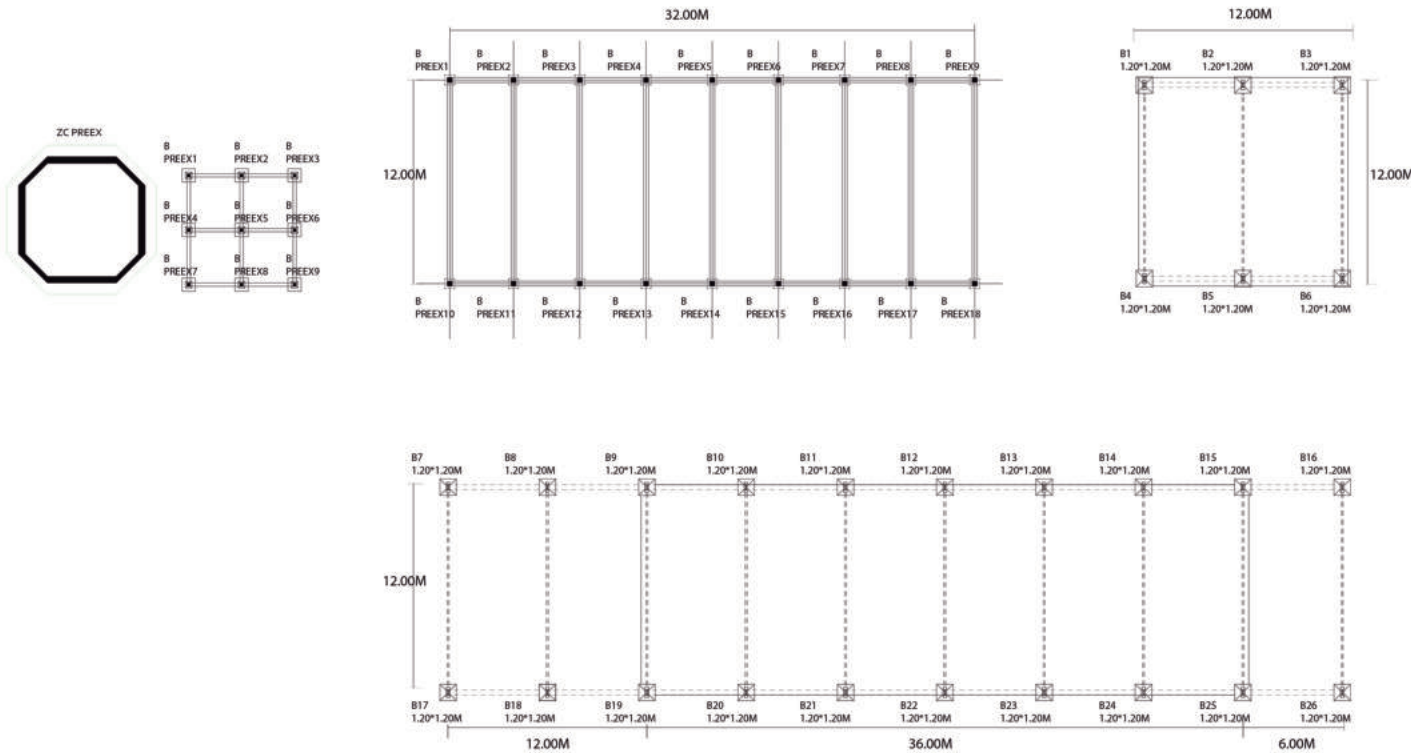 ZC PREEX
B
PREEX1
B
PREEX2
B
PREEX3
B
PREEX4
B
PREEX5
B
PREEX6
B
PREEX7
B
PREEX8
B
PREEX9
32.00M
B
PREEX1
B
PREEX2
B
PREEX3
B
PREEX4
B
PREEX5
B
PREEX6
B
PREEX7
B
PREEX8
B
PREEX9
12.00M
B
PREEX10
B
PREEX11
B
PREEX12
B
PREEX13
B
PREEX14
B
PREEX15
B
PREEX16
B
PREEX17
B
PREEX18
12.00M
B1
1.20*1.20M
B2
1.20*1.20M
B3
1.20*1.20M
12.00M
B4
1.20*1.20M
B5
1.20*1.20M
B6
1.20*1.20M
B7
1.20*1.20M
B8
1.20*1.20M
B9
1.20*1.20M
B10
1.20*1.20M
B11
1.20*1.20M
B12
1.20*1.20M
B13
1.20*1.20M
B14
1.20*1.20M
B15
1.20*1.20M
B16
1.20*1.20M
12.00M
B17
1.20*1.20M
B18
1.20*1.20M
B19
1.20*1.20M
B20
1.20*1.20M
B21
1.20*1.20M
B22
1.20*1.20M
B23
1.20*1.20M
B24
1.20*1.20M
B25
1.20*1.20M
B26
1.20*1.20M
12.00M
36.00M
6.00M